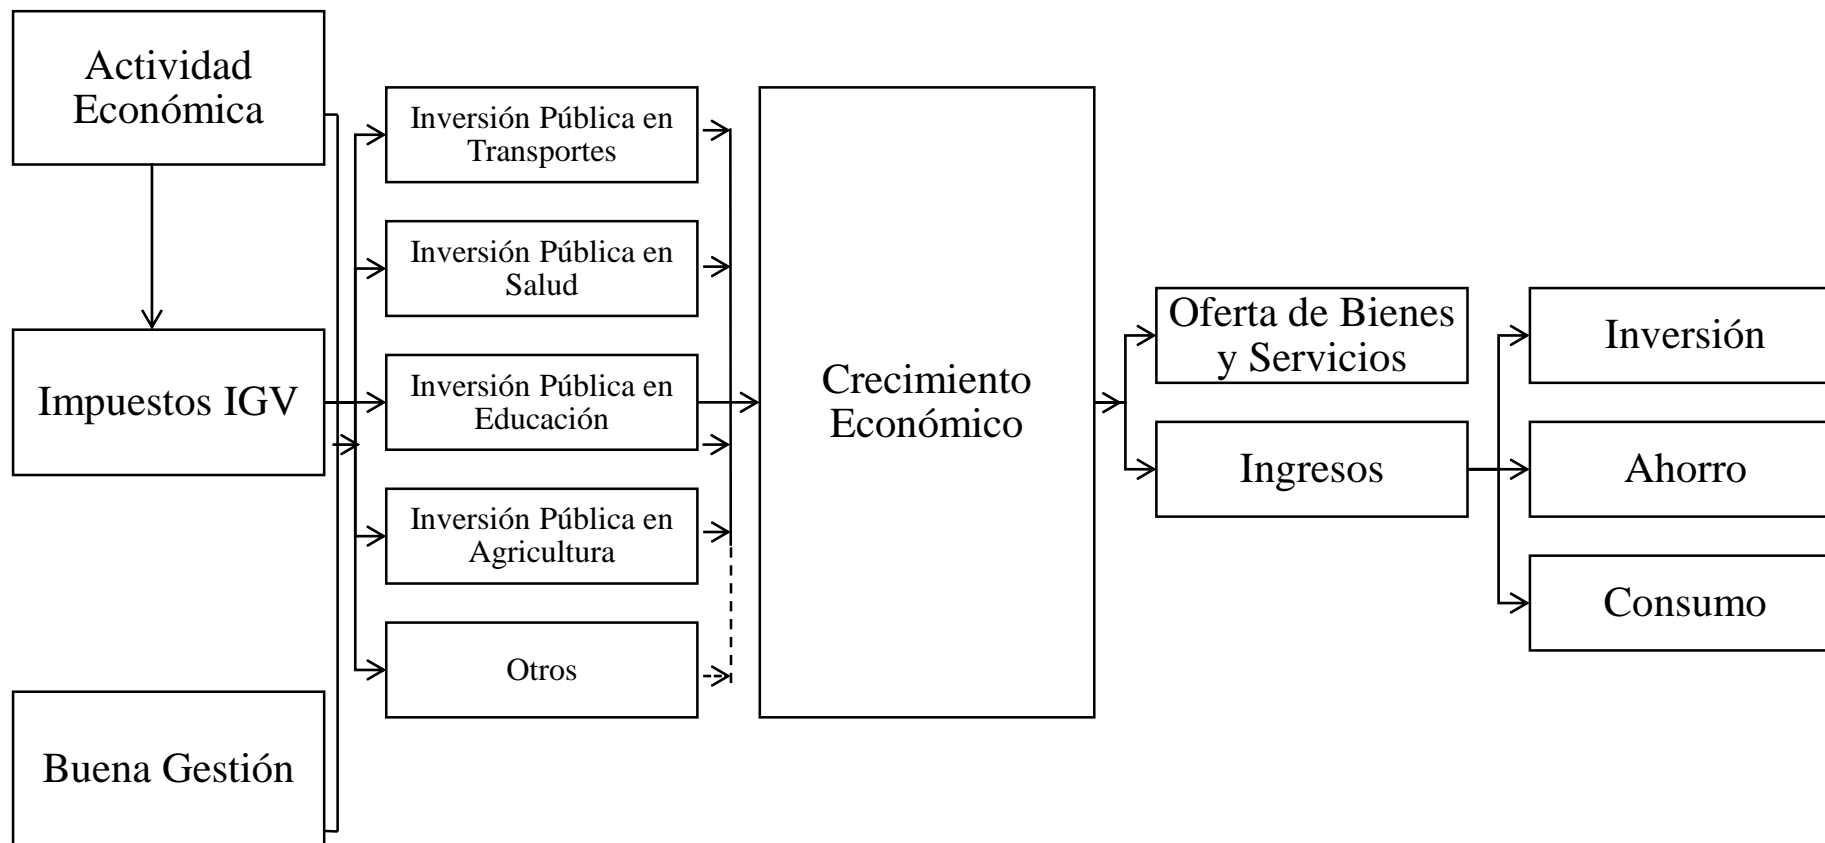 Actividad
Económica
Impuestos IGV
Buena Gestión
Inversión Pública en
Transportes
Inversión Pública en
Salud
Inversión Pública en
Educación
Inversión Pública en
Agricultura
Otros
Crecimiento
Económico
Oferta de Bienes
y Servicios
Ingresos
Inversión
Ahorro
Consumo